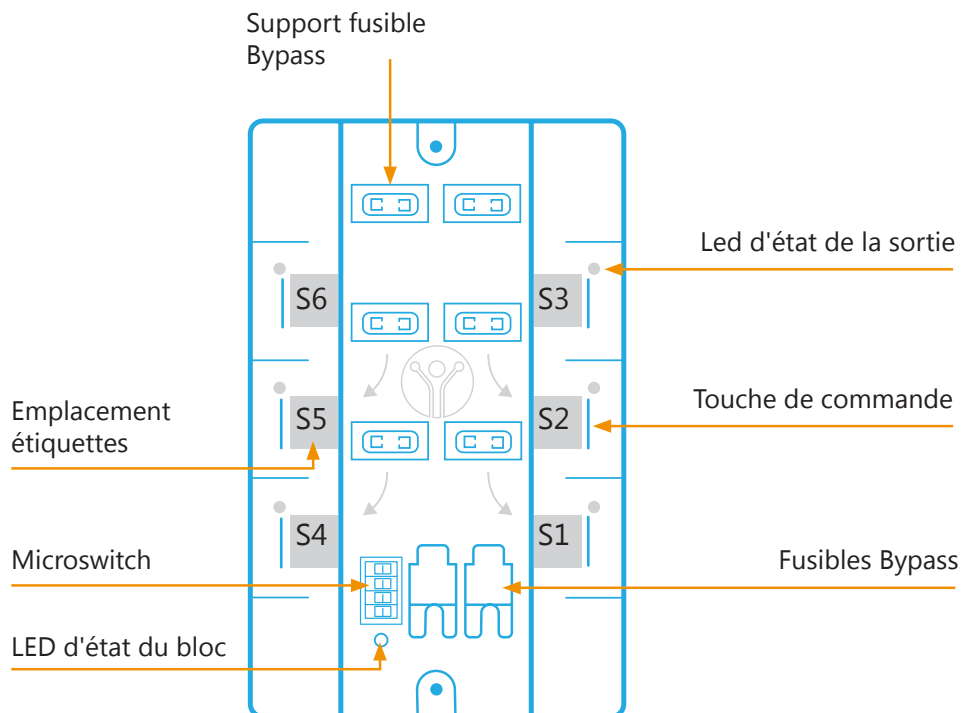 Support fusible
Bypass
Led d'état de la sortie
S6
S3
Emplacement
étiquettes
S5
S2
Touche de commande
S4
S1
Microswitch
Fusibles Bypass
LED d'état du bloc